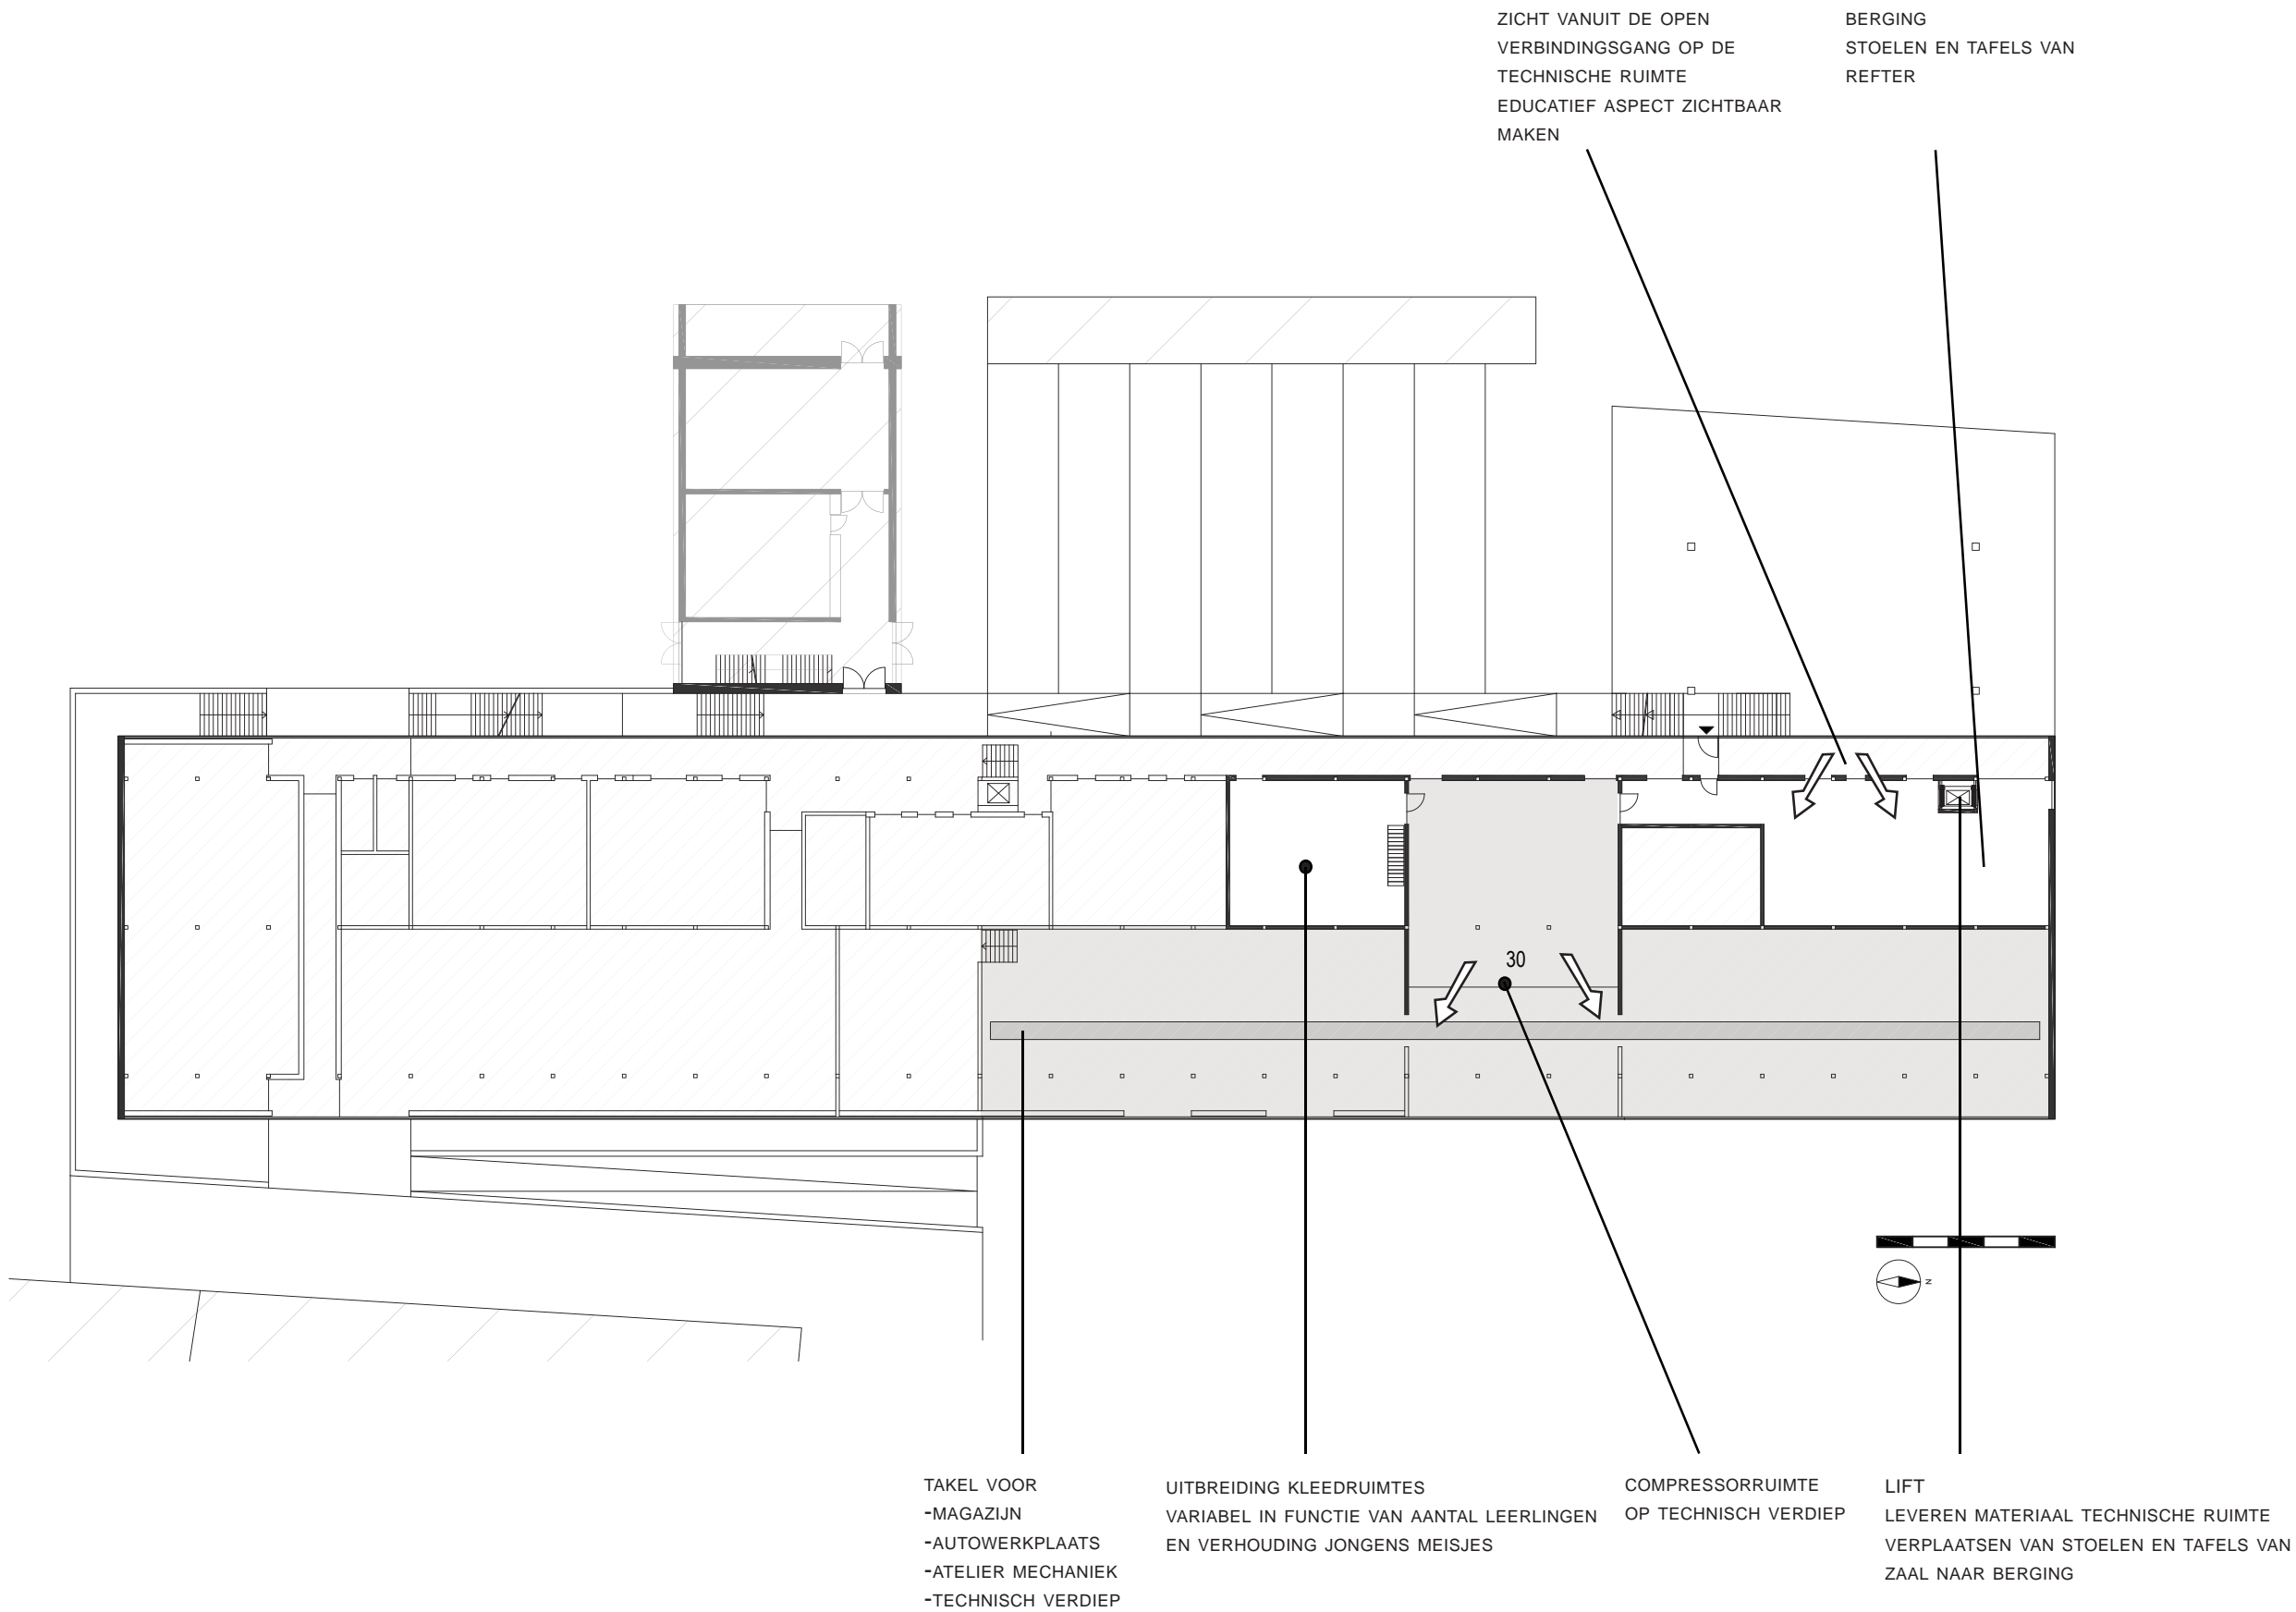 ZICHT VANUIT DE OPEN
VERBINDINGSGANG OP DE
TECHNISCHE RUIMTE
EDUCATIEF ASPECT ZICHTBAAR
MAKEN
BERGING
STOELEN EN TAFELS VAN
REFTER
30
N
TAKEL VOOR
-MAGAZIJN
-AUTOWERKPLAATS
-ATELIER MECHANIEK
-TECHNISCH VERDIEP
UITBREIDING KLEEDRUIMTES
VARIABEL IN FUNCTIE VAN AANTAL LEERLINGEN
EN VERHOUDING JONGENS MEISJES
COMPRESSORRUIMTE
OP TECHNISCH VERDIEP
LIFT
LEVEREN MATERIAAL TECHNISCHE RUIMTE
VERPLAATSEN VAN STOELEN EN TAFELS VAN
ZAAL NAAR BERGING